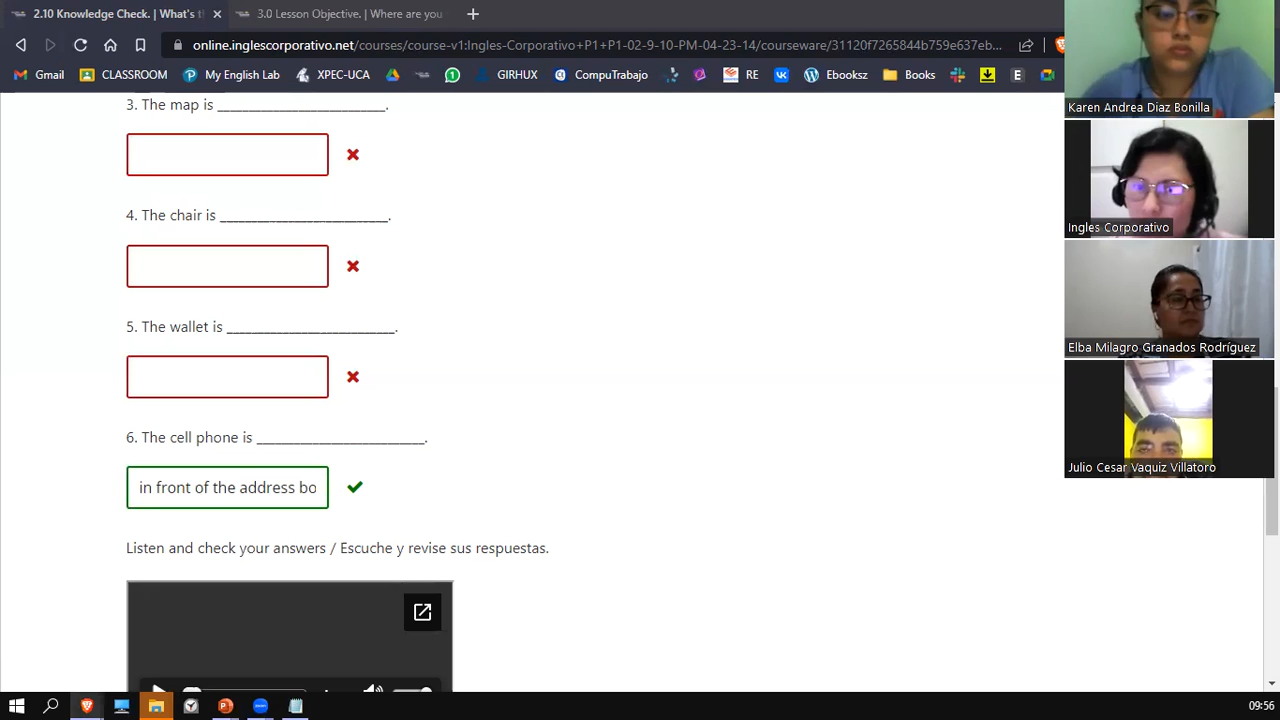 2.10 Knowledge Check. | What's t
3.0 Lesson Objective. | Where are you
online.inglescorporativo.net/courses/course-v1:Ingles-Corporativo+P1+P1-02-9-10-PM-04-23-14/courseware/31120f7265844b759e637eb...
Gmail
CLASSROOM
My English Lab
XPEC-UCA
GIRHUX
CompuTrabajo
RE
Ebooksz
Books
3. The map is ________________________.
4. The chair is ________________________.
5. The wallet is ________________________.
6. The cell phone is ________________________.
in front of the address bo
Listen and check your answers / Escuche y revise sus respuestas.
Karen Andrea Diaz Bonilla
Ingles Corporativo
Elba Milagro Granados Rodríguez
Julio Cesar Vaquiz Villatoro
09:56